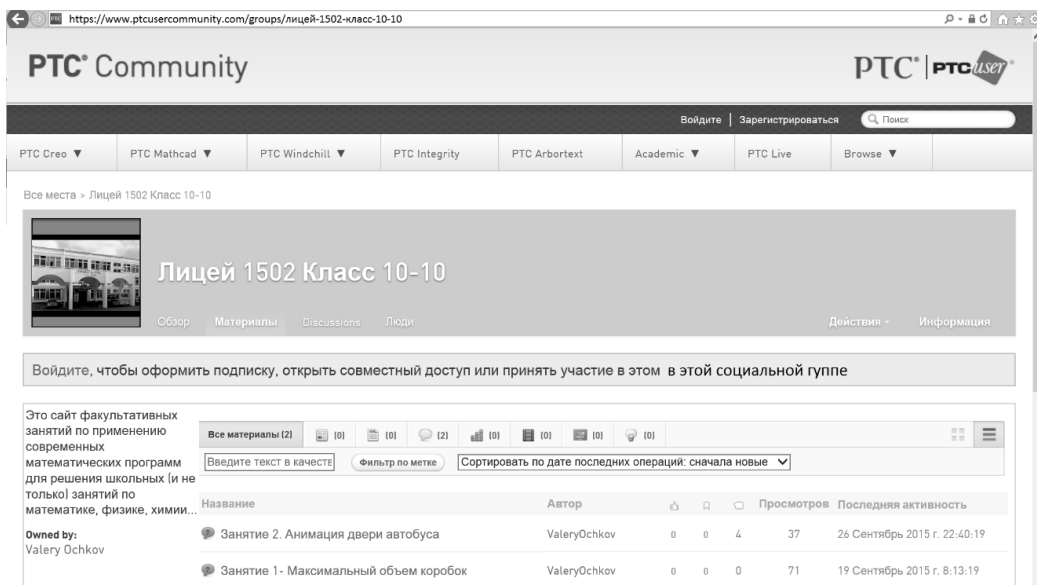 https://www.ptcusercommunity.com/groups/лицей-1502-класс-10-10
PTC® Community
PTC® | PTC user®
Войдите | Зарегистрироваться Поиск
PTC Creo ▼ PTC Mathcad ▼ PTC Windchill ▼ PTC Integrity PTC Arbortext Academic ▼ PTC Live Browse ▼
Все места > Лицей 1502 Класс 10-10
Лицей 1502 Класс 10-10
Обзор Материалы Discussions Люди Действия Информация
Войдите, чтобы оформить подписку, открыть совместный доступ или принять участие в этом в этой социальной гуппе
Это сайт факультативных
занятий по применению
современных
математических программ
для решения школьных (и не
только) занятий по
математике, физике, химии...
Owned by:
Valery Ochkov
Все материалы (2) (0) (0) (2) (0) (0) (0) (0)
Введите текст в качесте Фильтр по метке Сортировать по дате последних операций: сначала новые
Название Автор Просмотров Последняя активность
Занятие 2. Анимация двери автобуса ValeryOchkov 0 0 4 37 26 Сентябрь 2015 г. 22:40:19
Занятие 1- Максимальный объем коробок ValeryOchkov 0 0 0 71 19 Сентябрь 2015 г. 8:13:19